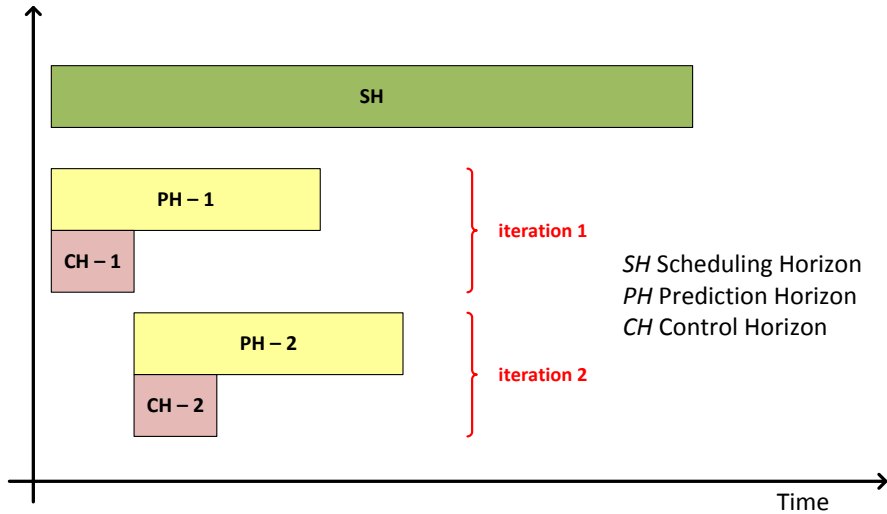 SH
PH – 1
CH – 1
iteration 1
SH Scheduling Horizon
PH Prediction Horizon
CH Control Horizon
PH – 2
CH – 2
iteration 2
Time